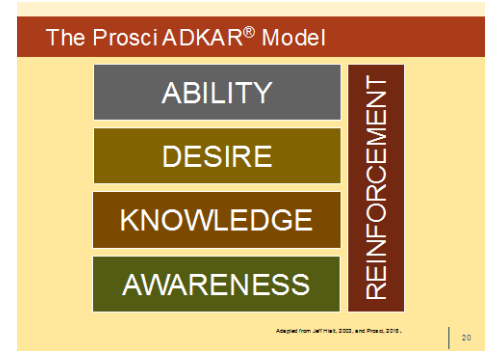 The Prosci ADKAR® Model
ABILITY
DESIRE
KNOWLEDGE
AWARENESS
REINFORCEMENT
Adapted from Jeff Hiatt, 2003, and Prosci, 2015.
20